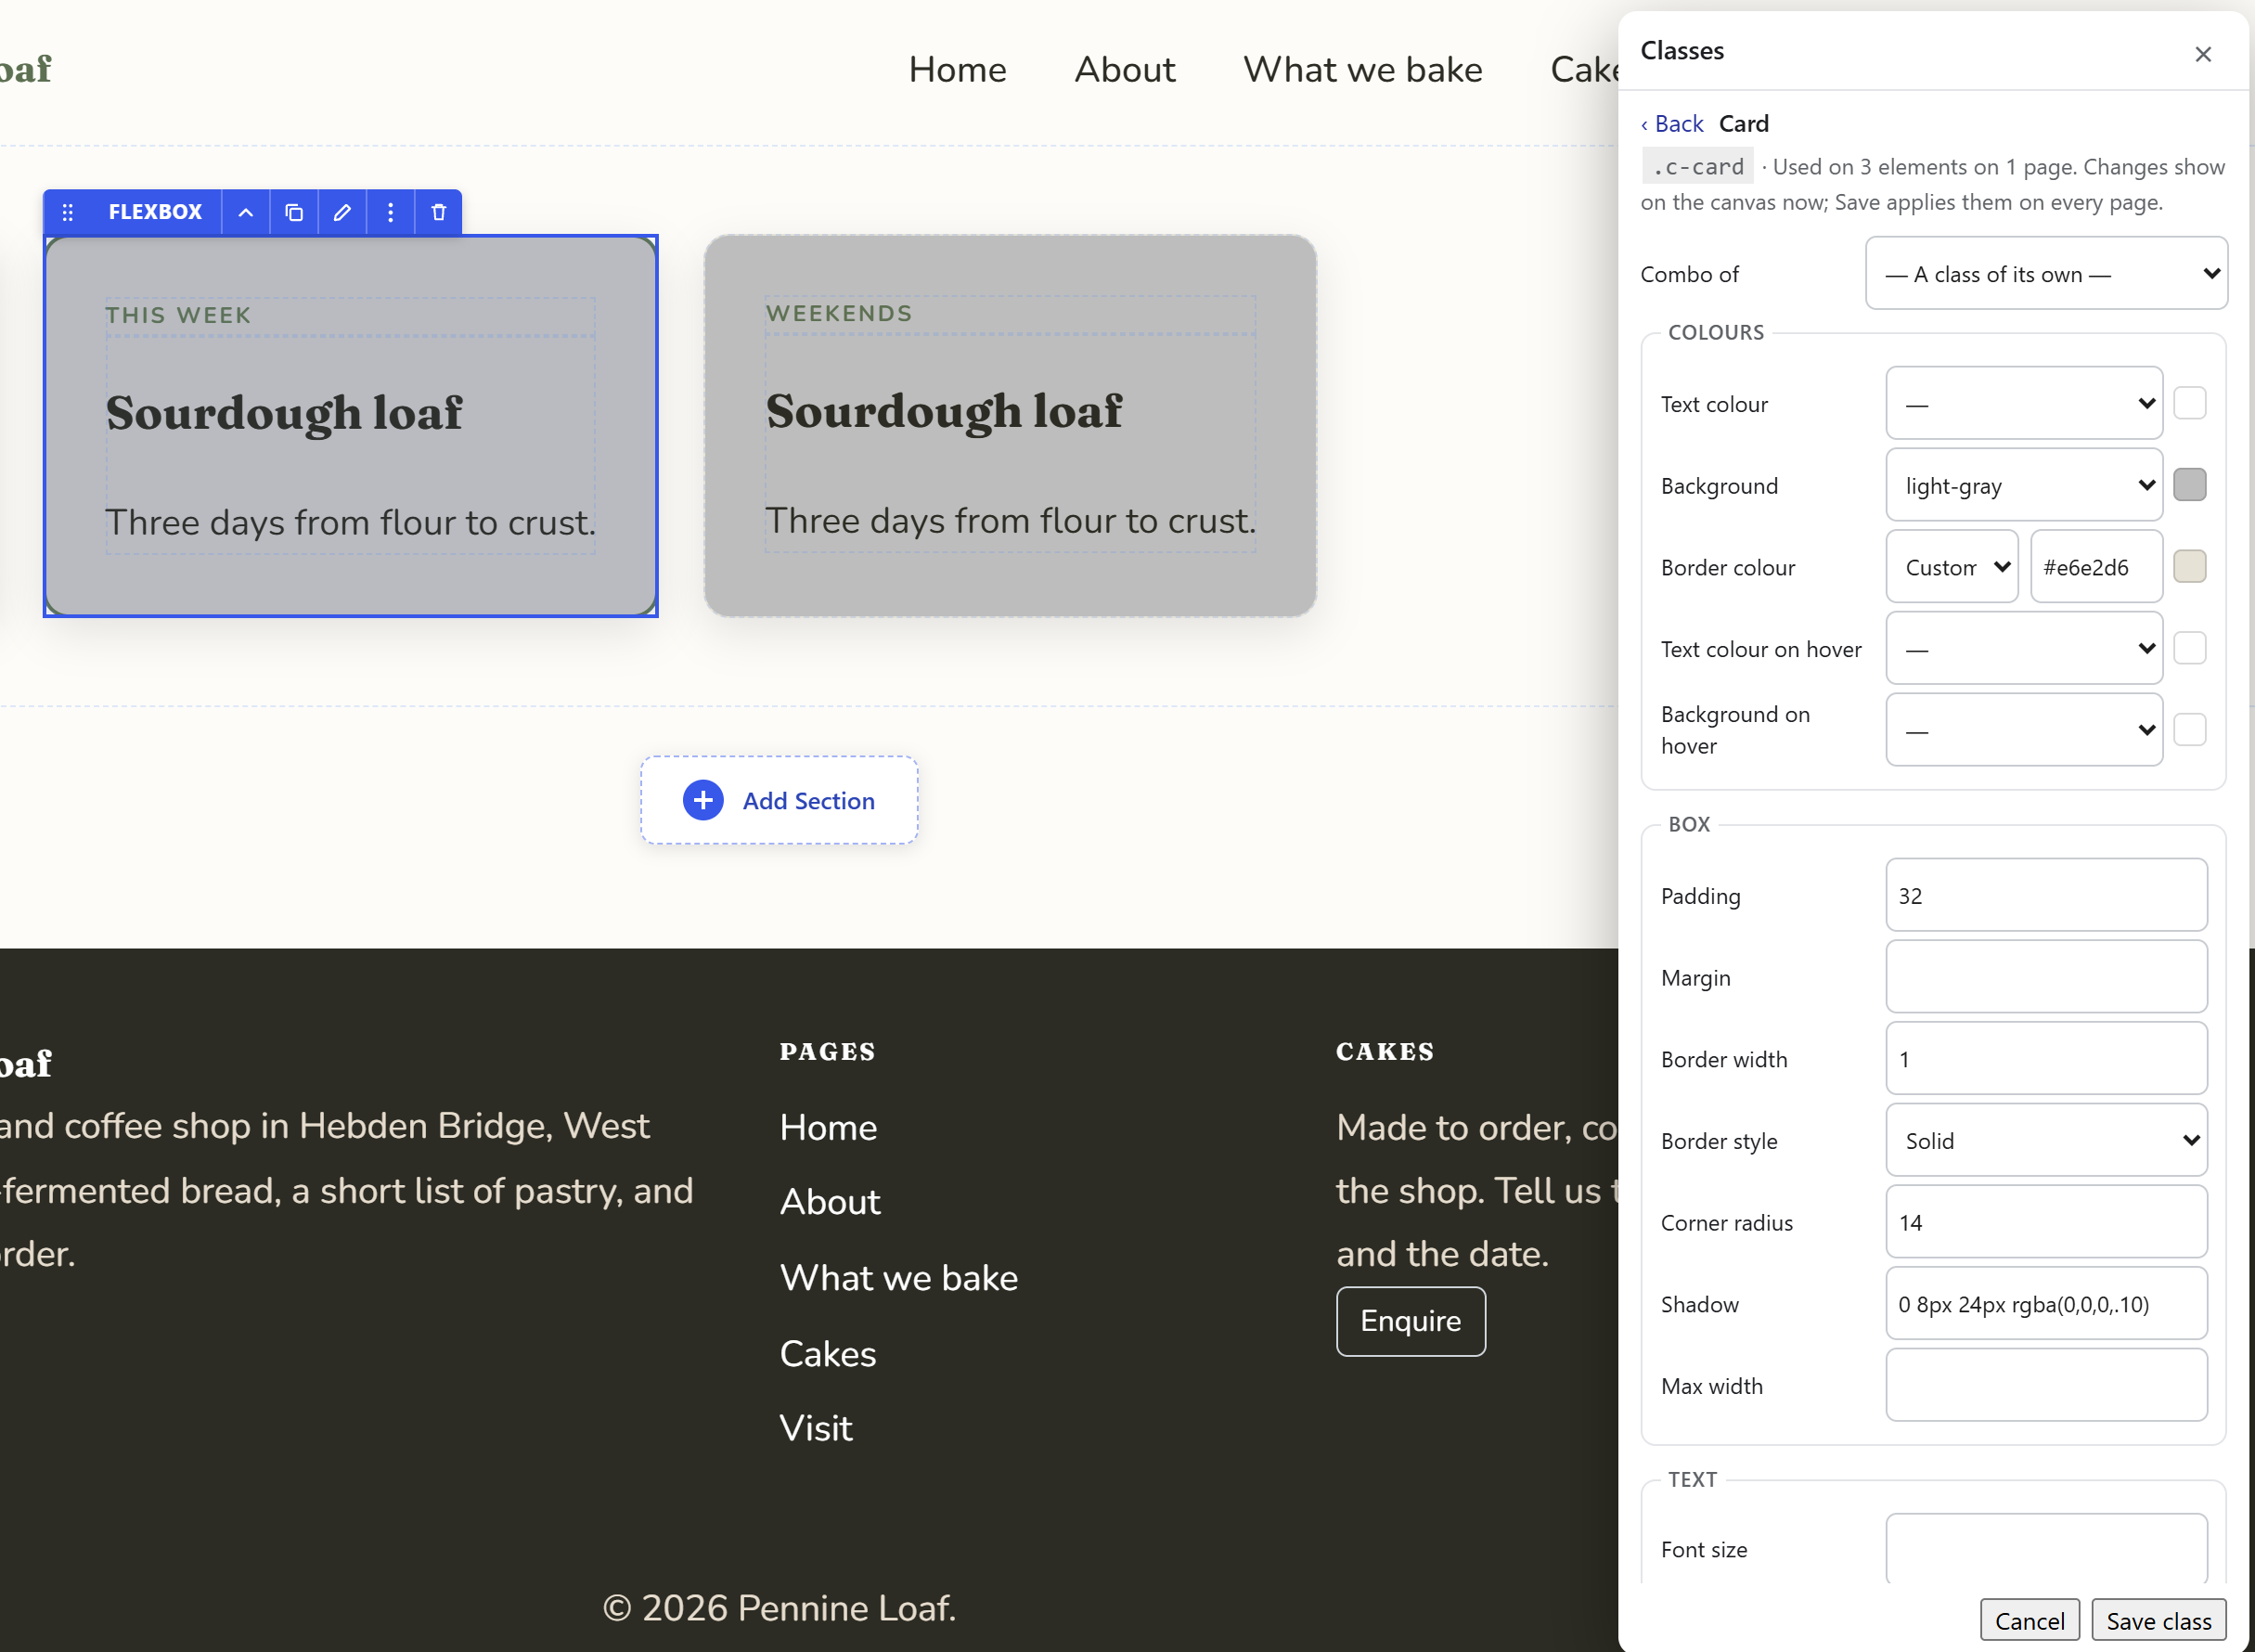 oaf
Home About What we bake Cake
FLEXBOX
THIS WEEK
Sourdough loaf
Three days from flour to crust.
WEEKENDS
Sourdough loaf
Three days from flour to crust.
Add Section
oaf
and coffee shop in Hebden Bridge, West
-fermented bread, a short list of pastry, and
order.
PAGES
Home
About
What we bake
Cakes
Visit
CAKES
Made to order, co
the shop. Tell us t
and the date.
Enquire
© 2026 Pennine Loaf.
Classes
‹ Back Card
.c-card · Used on 3 elements on 1 page. Changes show
on the canvas now; Save applies them on every page.
Combo of — A class of its own —
COLOURS
Text colour —
Background light-gray
Border colour Custom #e6e2d6
Text colour on hover —
Background on
hover —
BOX
Padding 32
Margin
Border width 1
Border style Solid
Corner radius 14
Shadow 0 8px 24px rgba(0,0,0,.10)
Max width
TEXT
Font size
Cancel Save class